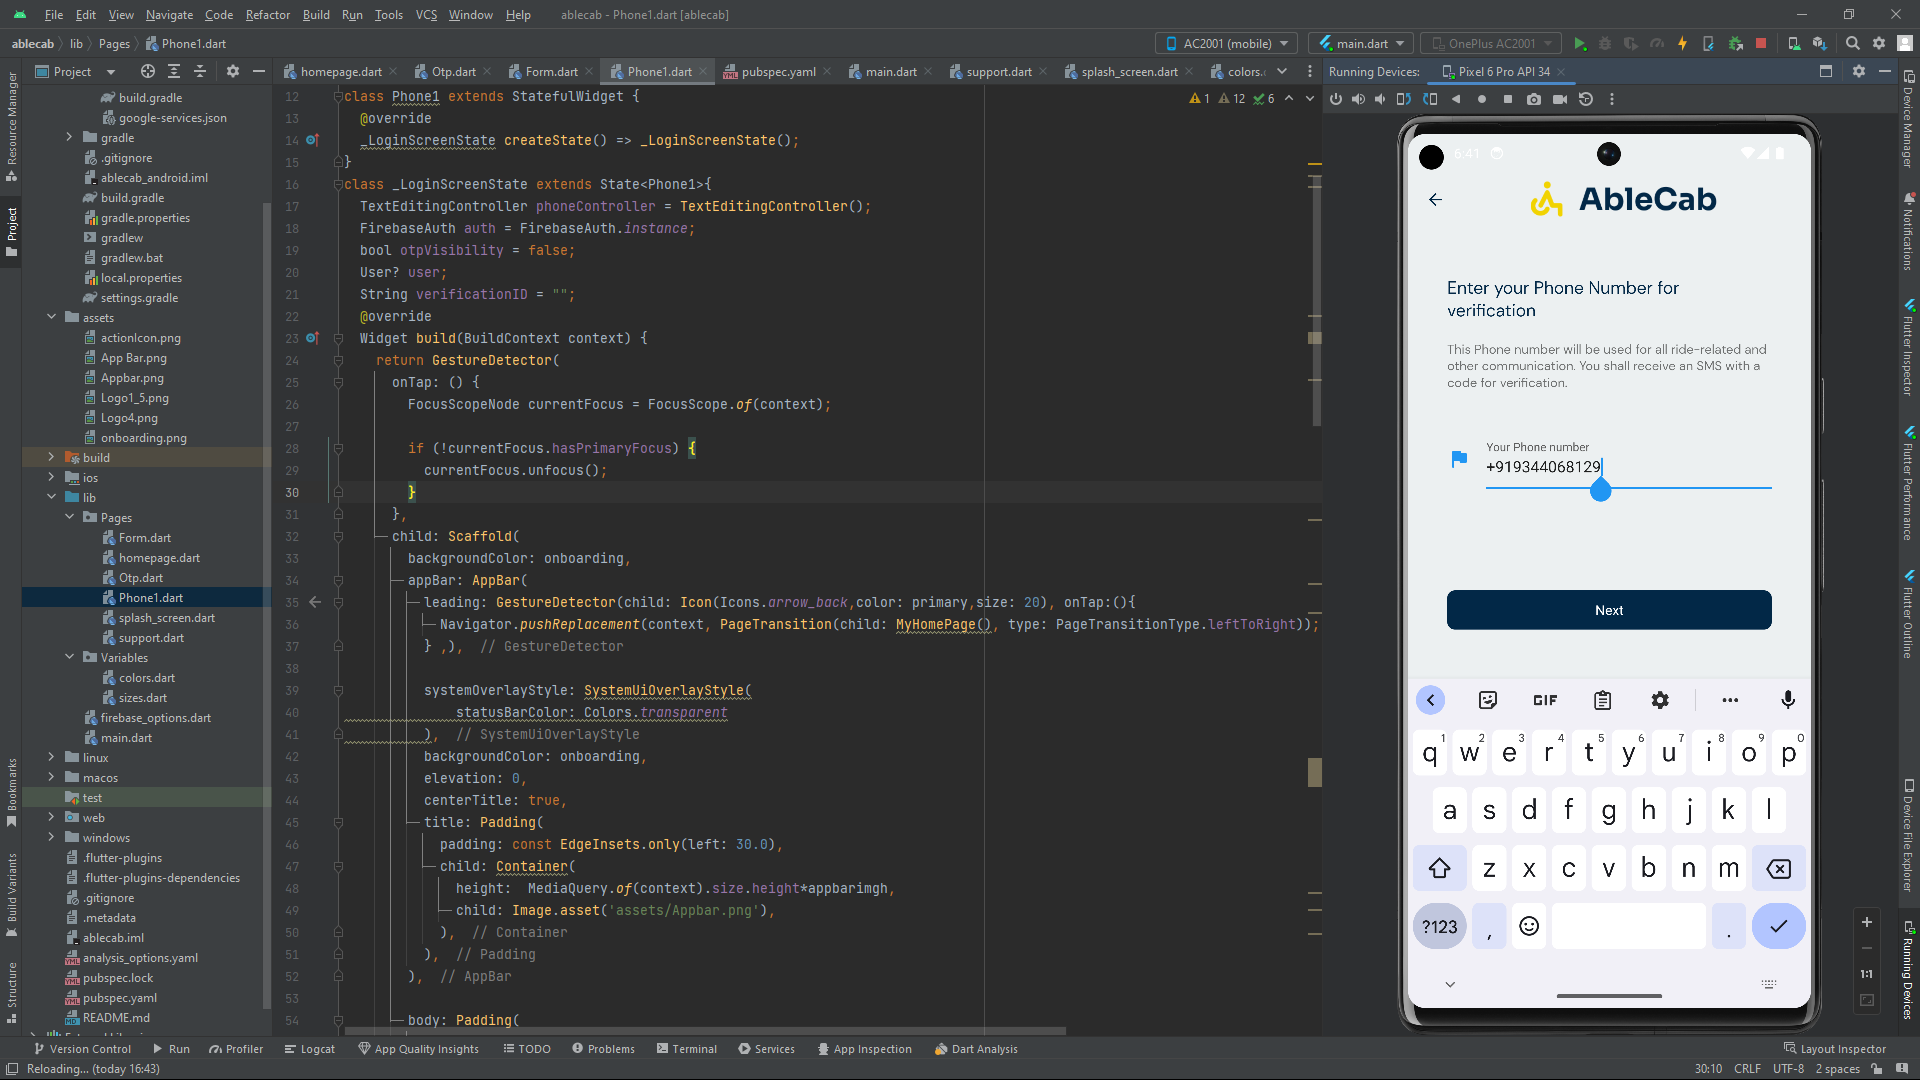 File Edit View Navigate Code Refactor Build Run Tools VCS Window Help ablecab - Phone1.dart [ablecab]
ablecab lib Pages Phone1.dart
AC2001 (mobile) main.dart OnePlus AC2001
Project
homepage.dart Otp.dart Form.dart Phone1.dart pubspec.yaml main.dart support.dart splash_screen.dart colors.
Running Devices: Pixel 6 Pro API 34
Resource Manager
Project
Bookmarks
Build Variants
Structure
build.gradle
google-services.json
gradle
.gitignore
ablecab_android.iml
build.gradle
gradle.properties
gradlew
gradlew.bat
local.properties
settings.gradle
assets
actionIcon.png
App Bar.png
Appbar.png
Logo1_5.png
Logo4.png
onboarding.png
build
ios
lib
Pages
Form.dart
homepage.dart
Otp.dart
Phone1.dart
splash_screen.dart
support.dart
Variables
colors.dart
sizes.dart
firebase_options.dart
main.dart
linux
macos
test
web
windows
.flutter-plugins
.flutter-plugins-dependencies
.gitignore
.metadata
ablecab.iml
analysis_options.yaml
pubspec.lock
pubspec.yaml
README.md
1 12 6
12 class Phone1 extends StatefulWidget {
13 @override
14 _LoginScreenState createState() => _LoginScreenState();
15 }
16 class _LoginScreenState extends State<Phone1>{
17 TextEditingController phoneController = TextEditingController();
18 FirebaseAuth auth = FirebaseAuth.instance;
19 bool otpVisibility = false;
20 User? user;
21 String verificationID = "";
22 @override
23 Widget build(BuildContext context) {
24 return GestureDetector(
25 onTap: () {
26 FocusScopeNode currentFocus = FocusScope.of(context);
27
28 if (!currentFocus.hasPrimaryFocus) {
29 currentFocus.unfocus();
30 }
31 },
32 child: Scaffold(
33 backgroundColor: onboarding,
34 appBar: AppBar(
35 leading: GestureDetector(child: Icon(Icons.arrow_back,color: primary,size: 20), onTap:(){
36 Navigator.pushReplacement(context, PageTransition(child: MyHomePage(), type: PageTransitionType.leftToRight));
37 } ,), // GestureDetector
38
39 systemOverlayStyle: SystemUiOverlayStyle(
40 statusBarColor: Colors.transparent
41 ), // SystemUiOverlayStyle
42 backgroundColor: onboarding,
43 elevation: 0,
44 centerTitle: true,
45 title: Padding(
46 padding: const EdgeInsets.only(left: 30.0),
47 child: Container(
48 height: MediaQuery.of(context).size.height*appbarimgh,
49 child: Image.asset('assets/Appbar.png'),
50 ), // Container
51 ), // Padding
52 ), // AppBar
53
54 body: Padding(
6:41
AbleCab
Enter your Phone Number for
verification
This Phone number will be used for all ride-related and
other communication. You shall receive an SMS with a
code for verification.
Your Phone number
+919344068129
Next
GIF
q1 w2 e3 r4 t5 y6 u7 i8 o9 p0
a s d f g h j k l
z x c v b n m
?123 , .
1:1
Device Manager
Notifications
Flutter Inspector
Flutter Performance
Flutter Outline
Device File Explorer
Running Devices
Version Control Run Profiler Logcat App Quality Insights TODO Problems Terminal Services App Inspection Dart Analysis Layout Inspector
Reloading... (today 16:43) 30:10 CRLF UTF-8 2 spaces